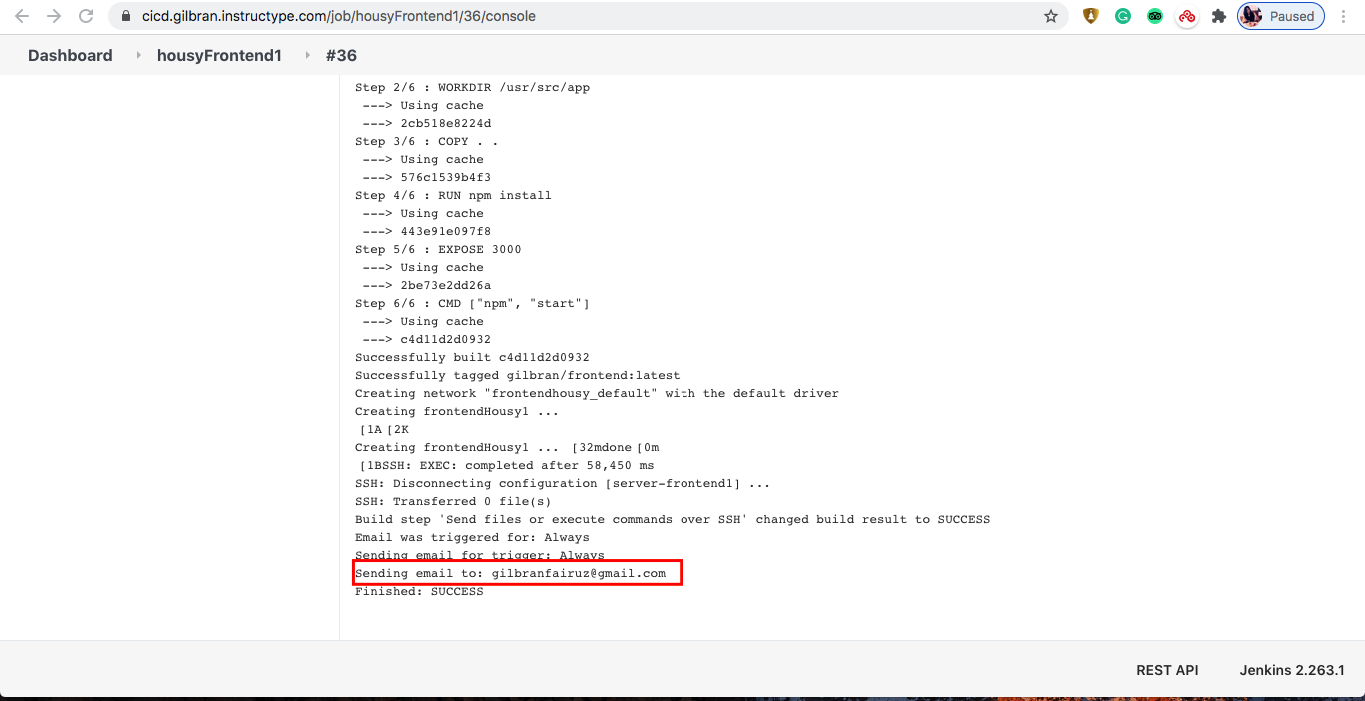 cicd.gilbran.instructype.com/job/housyFrontend1/36/console
Paused
Dashboard housyFrontend1 #36
Step 2/6 : WORKDIR /usr/src/app
---> Using cache
---> 2cb518e8224d
Step 3/6 : COPY . .
---> Using cache
---> 576c1539b4f3
Step 4/6 : RUN npm install
---> Using cache
---> 443e91e097f8
Step 5/6 : EXPOSE 3000
---> Using cache
---> 2be73e2dd26a
Step 6/6 : CMD ["npm", "start"]
---> Using cache
---> c4d11d2d0932
Successfully built c4d11d2d0932
Successfully tagged gilbran/frontend:latest
Creating network "frontendhousy_default" with the default driver
Creating frontendHousy1 ...
[1A [2K
Creating frontendHousy1 ... [32mdone [0m
[1BSSH: EXEC: completed after 58,450 ms
SSH: Disconnecting configuration [server-frontend1] ...
SSH: Transferred 0 file(s)
Build step 'Send files or execute commands over SSH' changed build result to SUCCESS
Email was triggered for: Always
Sending email for trigger: Always
Sending email to: gilbranfairuz@gmail.com
Finished: SUCCESS
REST API Jenkins 2.263.1